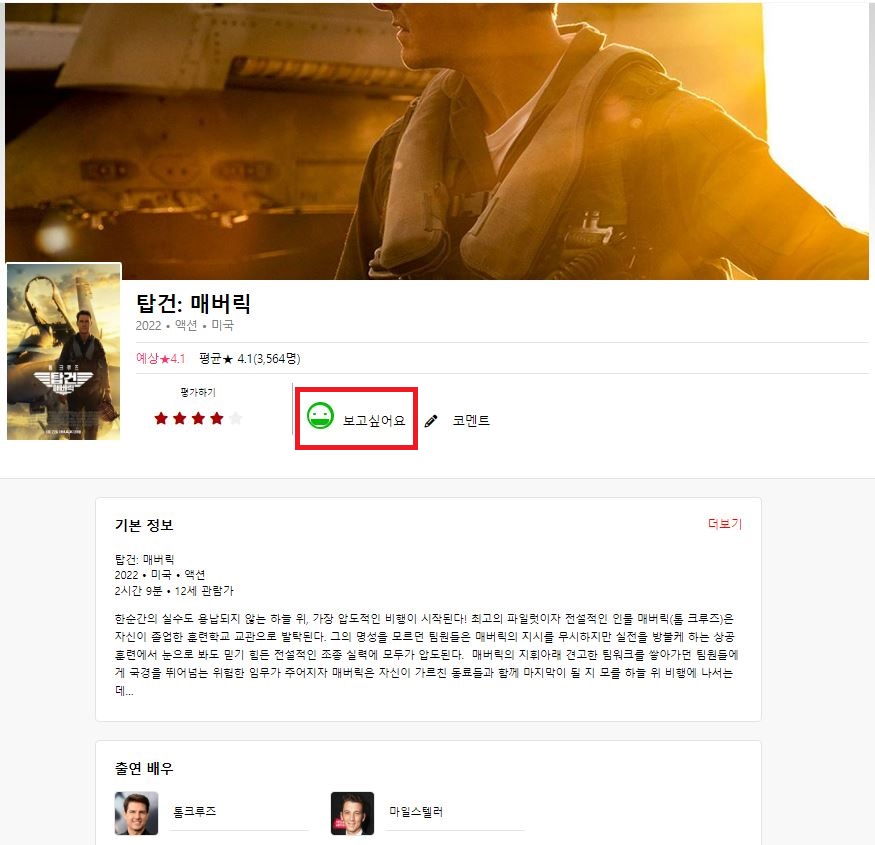 탑건: 매버릭
2022 • 액션 • 미국
예상★4.1 평균★ 4.1(3,564명)
평가하기
보고싶어요
코멘트
톰 크루즈
탑건
매버릭
기본 정보
더보기
탑건: 매버릭
2022 • 미국 • 액션
2시간 9분 • 12세 관람가
한순간의 실수도 용납되지 않는 하늘 위, 가장 압도적인 비행이 시작된다! 최고의 파일럿이자 전설적인 인물 매버릭(톰 크루즈)은
자신이 졸업한 훈련학교 교관으로 발탁된다. 그의 명성을 모르던 팀원들은 매버릭의 지시를 무시하지만 실전을 방불케 하는 상공
훈련에서 눈으로 봐도 믿기 힘든 전설적인 조종 실력에 모두가 압도된다. 매버릭의 지휘아래 견고한 팀워크를 쌓아가던 팀원들에
게 국경을 뛰어넘는 위험한 임무가 주어지자 매버릭은 자신이 가르친 동료들과 함께 마지막이 될 지 모를 하늘 위 비행에 나서는
데...
출연 배우
톰크루즈
마일스텔러